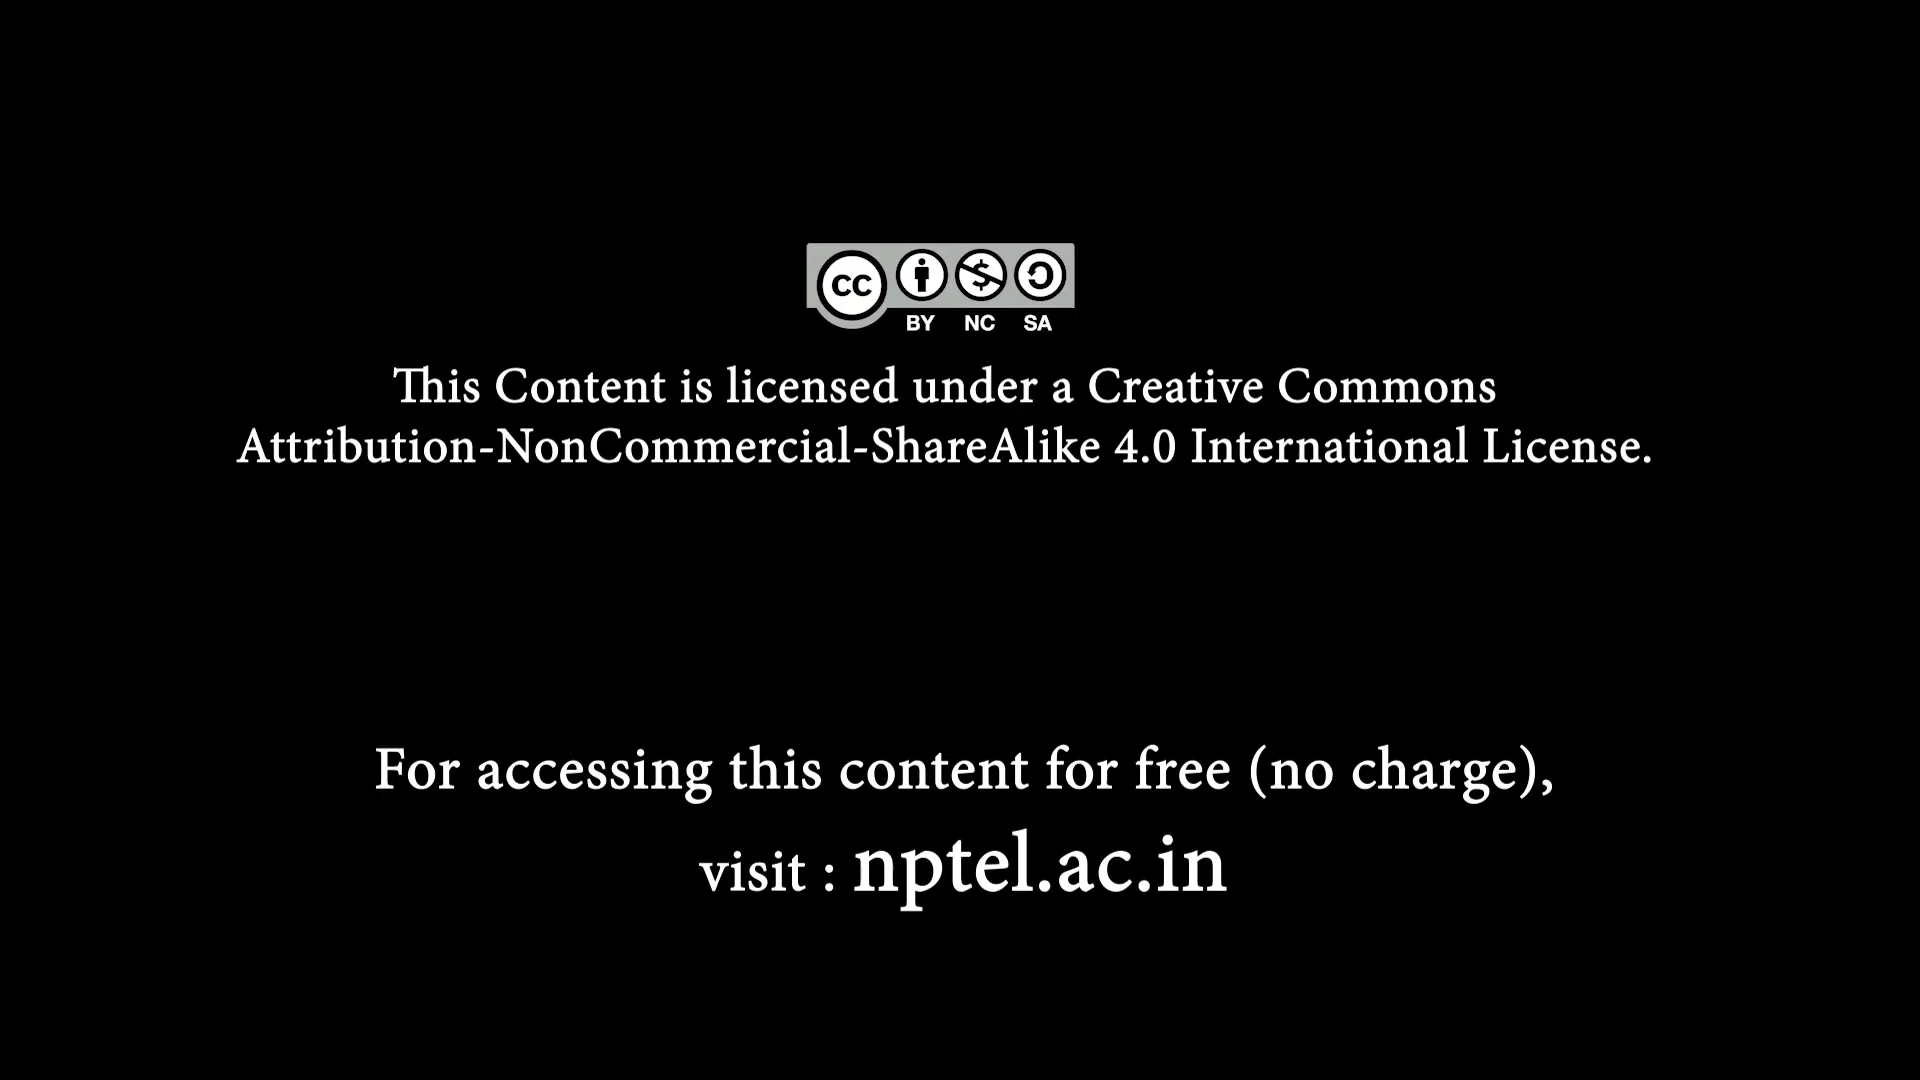 cc
BY NC SA
This Content is licensed under a Creative Commons
Attribution-NonCommercial-ShareAlike 4.0 International License.
For accessing this content for free (no charge),
visit : nptel.ac.in